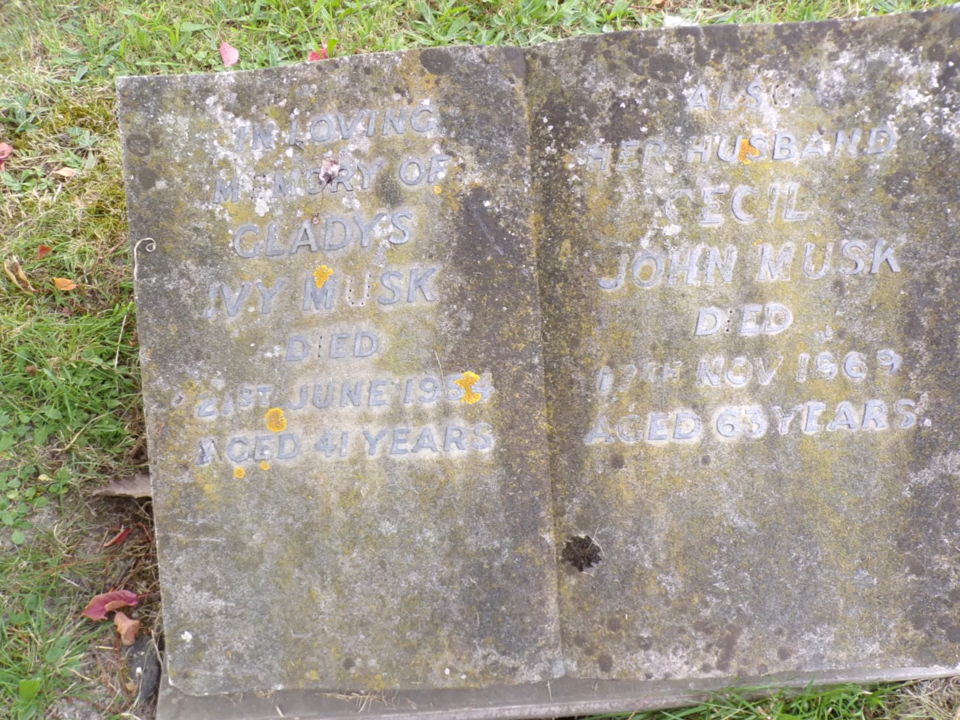 IN LOVING
MEMORY OF
GLADYS
IVY MUSK
DIED
21ST JUNE
AGED 41 YEARS
ALSO
HER HUSBAND
CECIL
JOHN MUSK
DIED
NOV 1969
AGED 63 YEARS